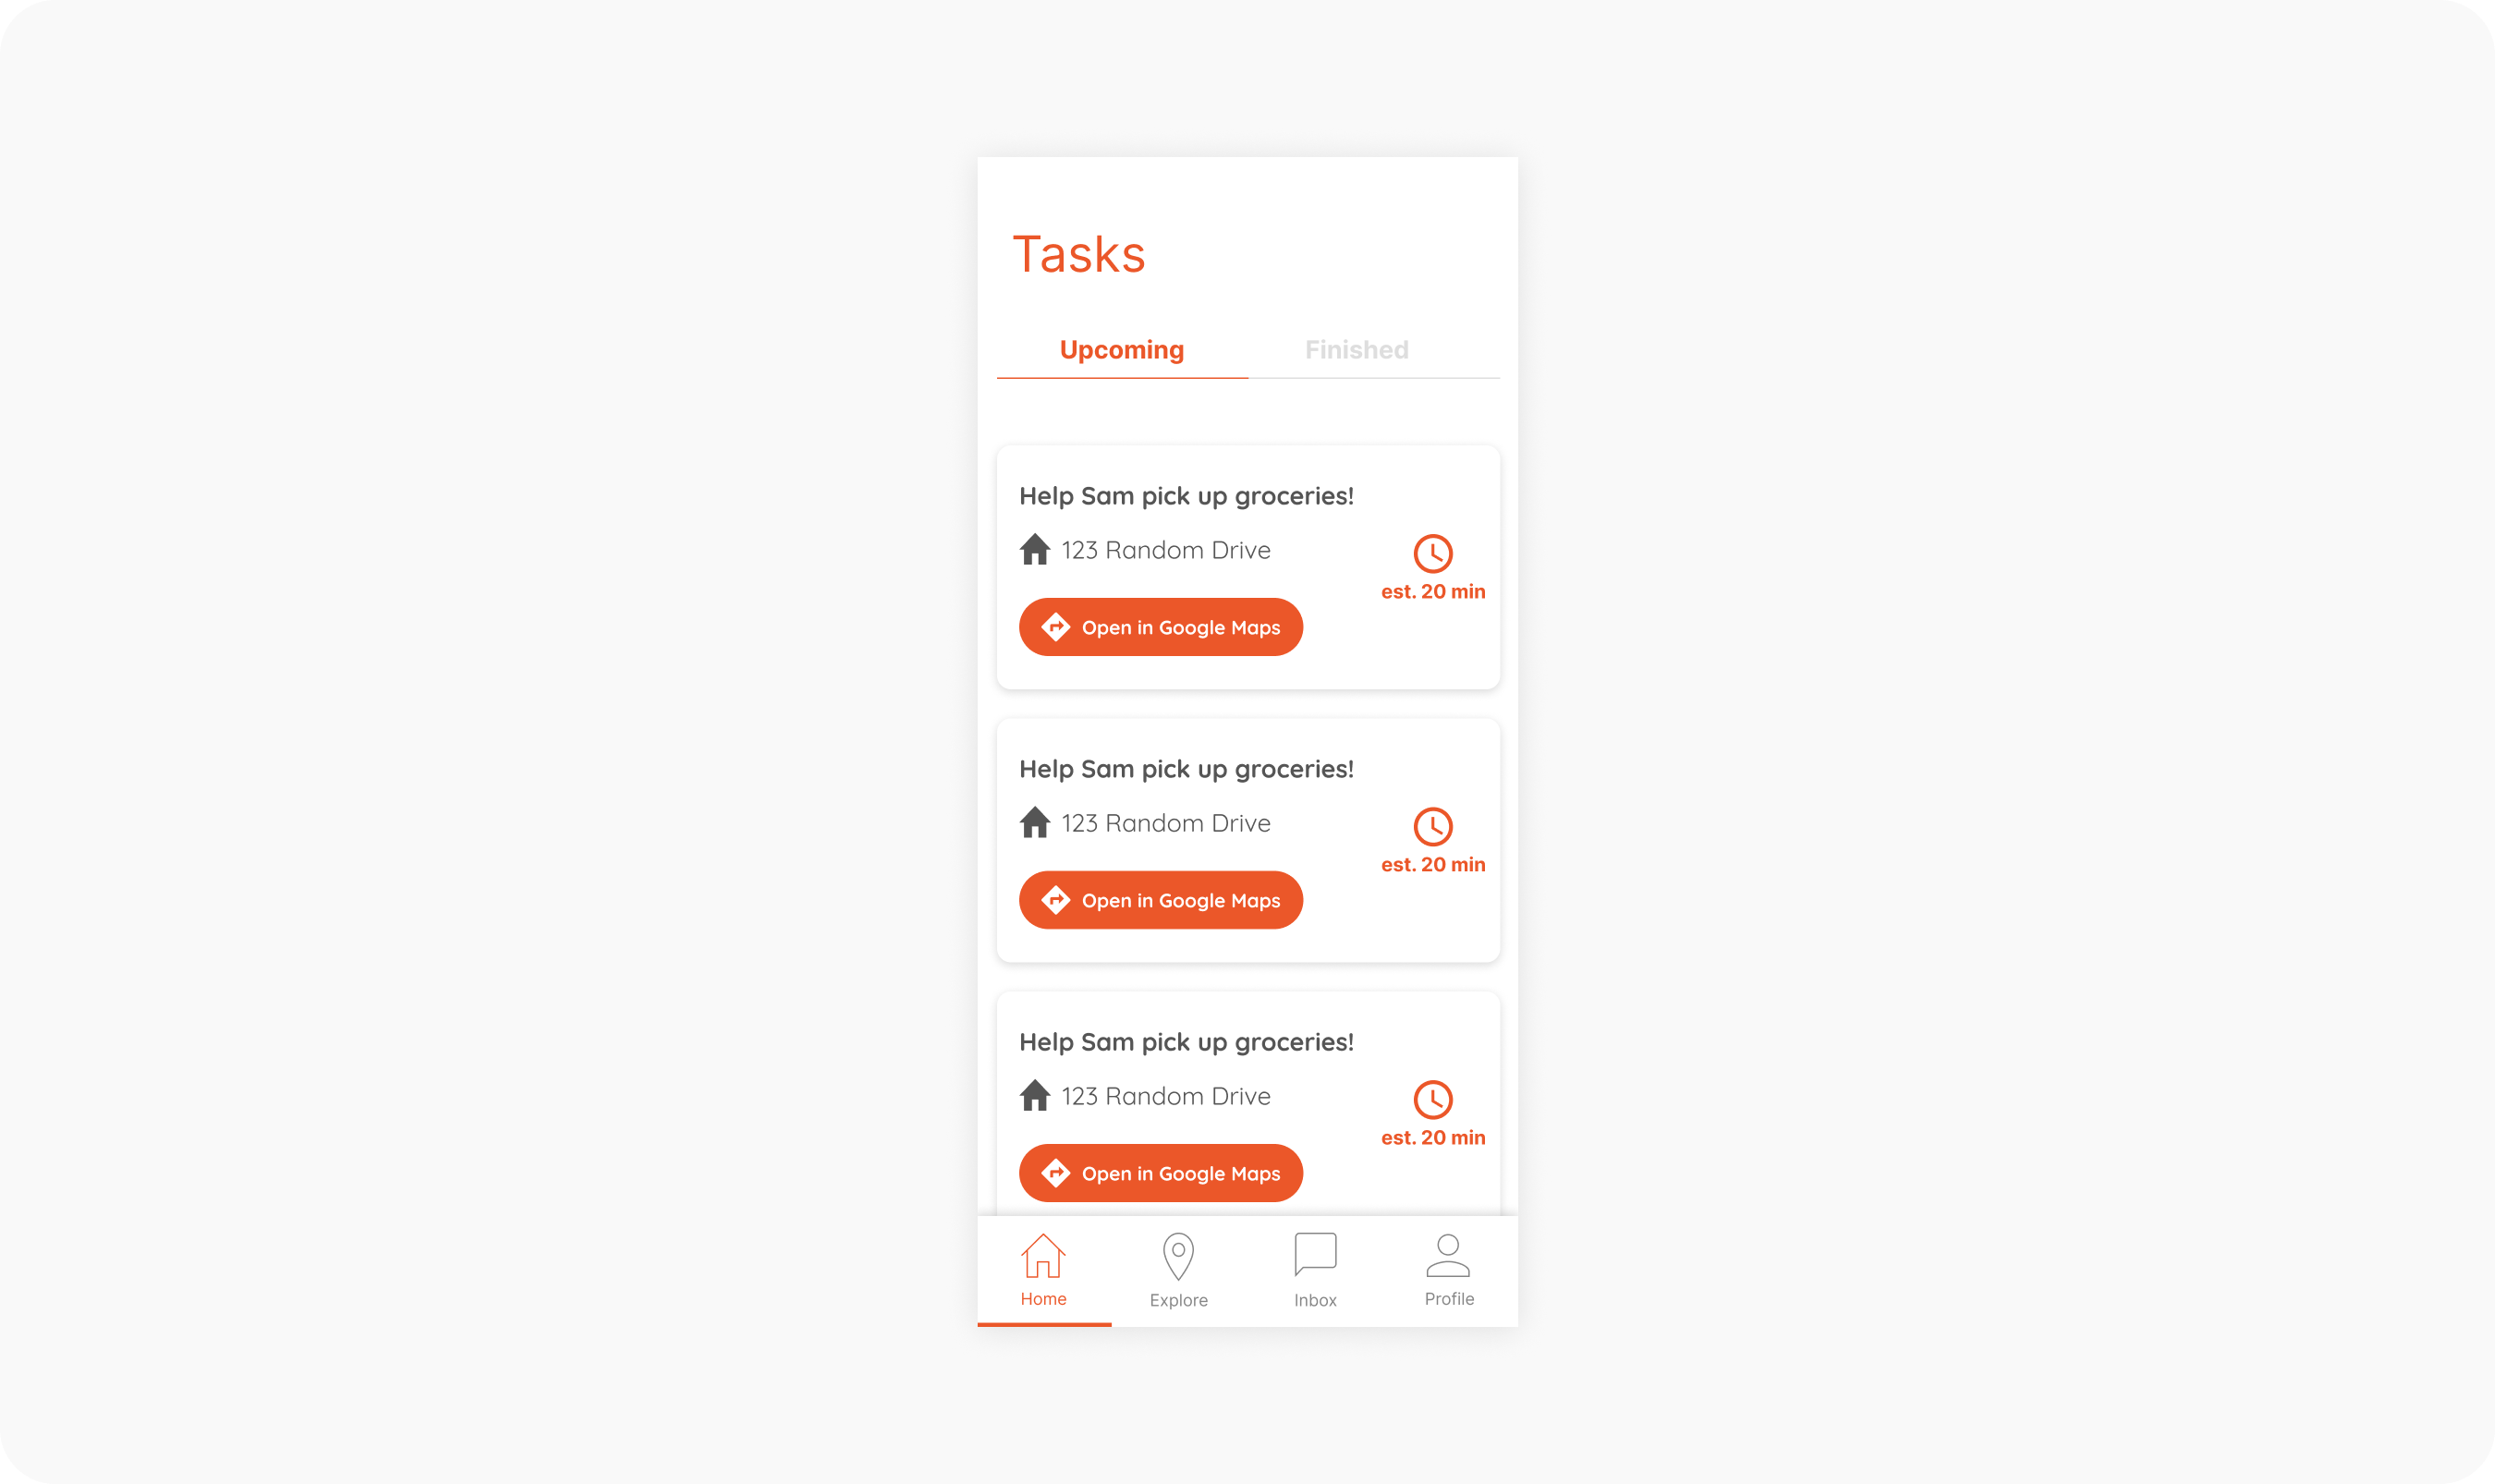 Tasks
Upcoming Finished
Help Sam pick up groceries!
123 Random Drive
est. 20 min
Open in Google Maps
Help Sam pick up groceries!
123 Random Drive
est. 20 min
Open in Google Maps
Help Sam pick up groceries!
123 Random Drive
est. 20 min
Open in Google Maps
Home Explore Inbox Profile